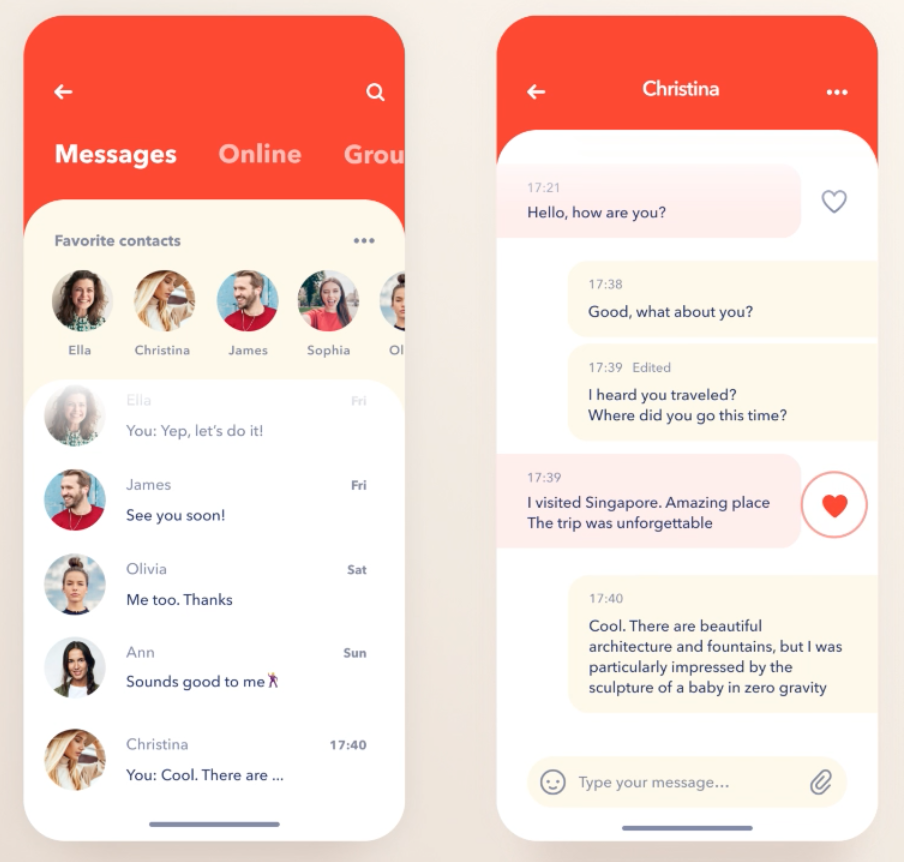 Messages Online Grou
Favorite contacts
Ella Christina James Sophia Ol
Ella Fri
You: Yep, let's do it!
James Fri
See you soon!
Olivia Sat
Me too. Thanks
Ann Sun
Sounds good to me🕺
Christina 17:40
You: Cool. There are ...
Christina
17:21
Hello, how are you?
17:38
Good, what about you?
17:39 Edited
I heard you traveled?
Where did you go this time?
17:39
I visited Singapore. Amazing place
The trip was unforgettable
17:40
Cool. There are beautiful
architecture and fountains, but I was
particularly impressed by the
sculpture of a baby in zero gravity
Type your message...